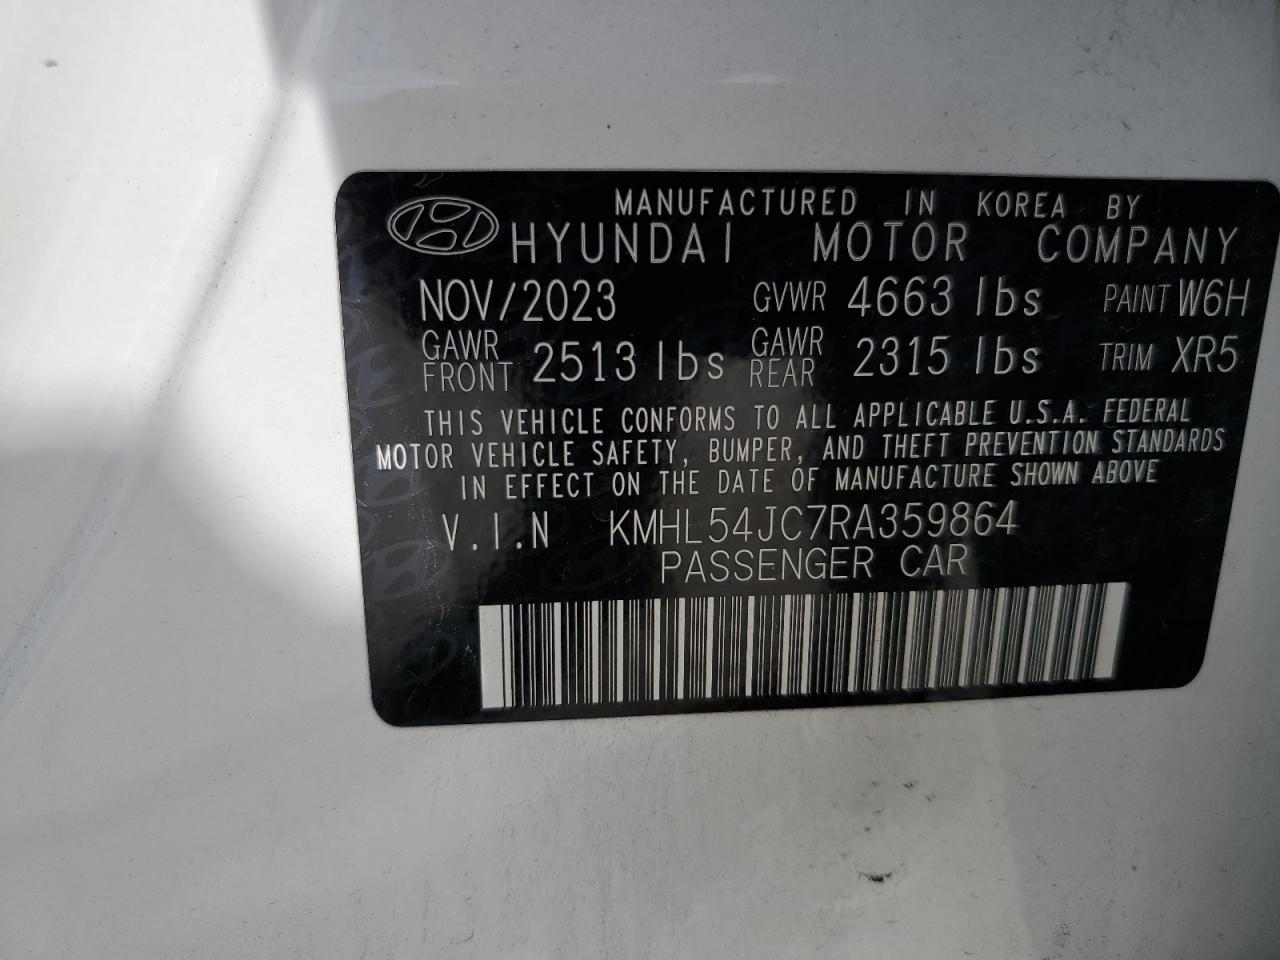 MANUFACTURED IN KOREA BY
HYUNDAI MOTOR COMPANY
NOV/2023 GVWR 4663 lbs PAINT W6H
GAWR FRONT 2513 lbs GAWR REAR 2315 lbs TRIM XR5
THIS VEHICLE CONFORMS TO ALL APPLICABLE U.S.A. FEDERAL
MOTOR VEHICLE SAFETY, BUMPER, AND THEFT PREVENTION STANDARDS
IN EFFECT ON THE DATE OF MANUFACTURE SHOWN ABOVE
V.I.N KMHL54JC7RA359864
PASSENGER CAR